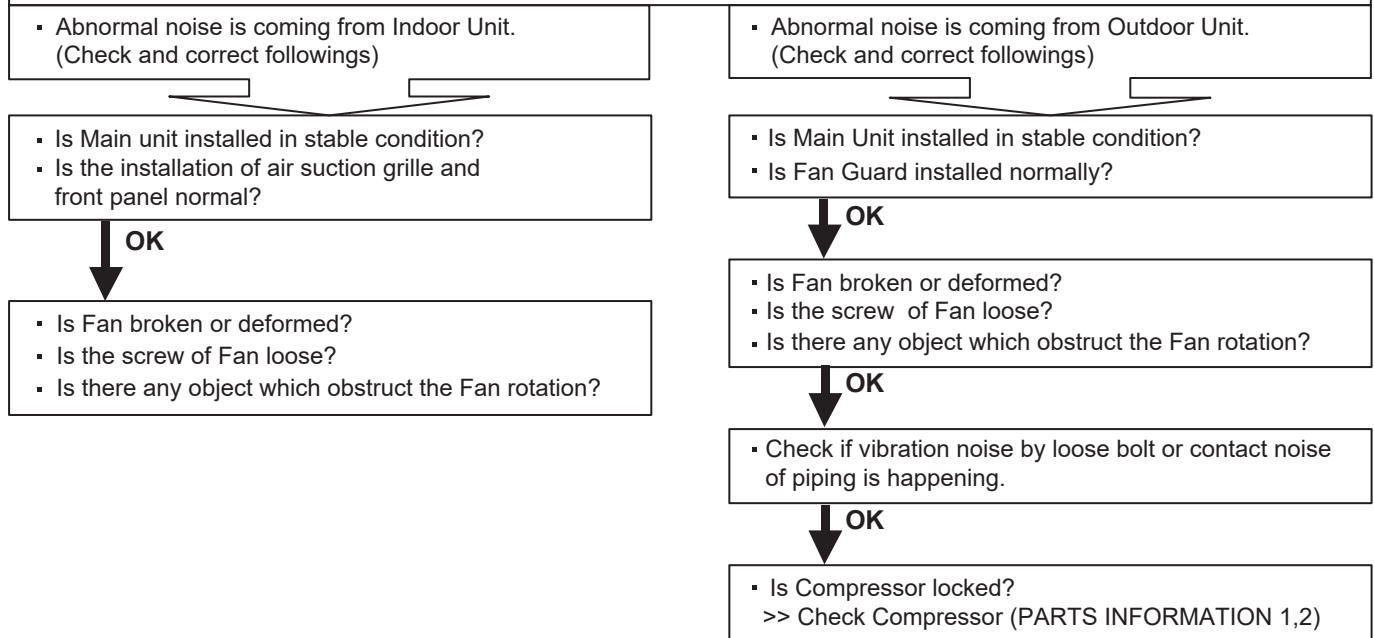 ▪ Abnormal noise is coming from Indoor Unit.
(Check and correct followings)
▪ Is Main unit installed in stable condition?
▪ Is the installation of air suction grille and
front panel normal?
OK
▪ Is Fan broken or deformed?
▪ Is the screw of Fan loose?
▪ Is there any object which obstruct the Fan rotation?
▪ Abnormal noise is coming from Outdoor Unit.
(Check and correct followings)
▪ Is Main Unit installed in stable condition?
▪ Is Fan Guard installed normally?
OK
▪ Is Fan broken or deformed?
▪ Is the screw of Fan loose?
▪ Is there any object which obstruct the Fan rotation?
OK
▪ Check if vibration noise by loose bolt or contact noise
of piping is happening.
OK
▪ Is Compressor locked?
>> Check Compressor (PARTS INFORMATION 1,2)